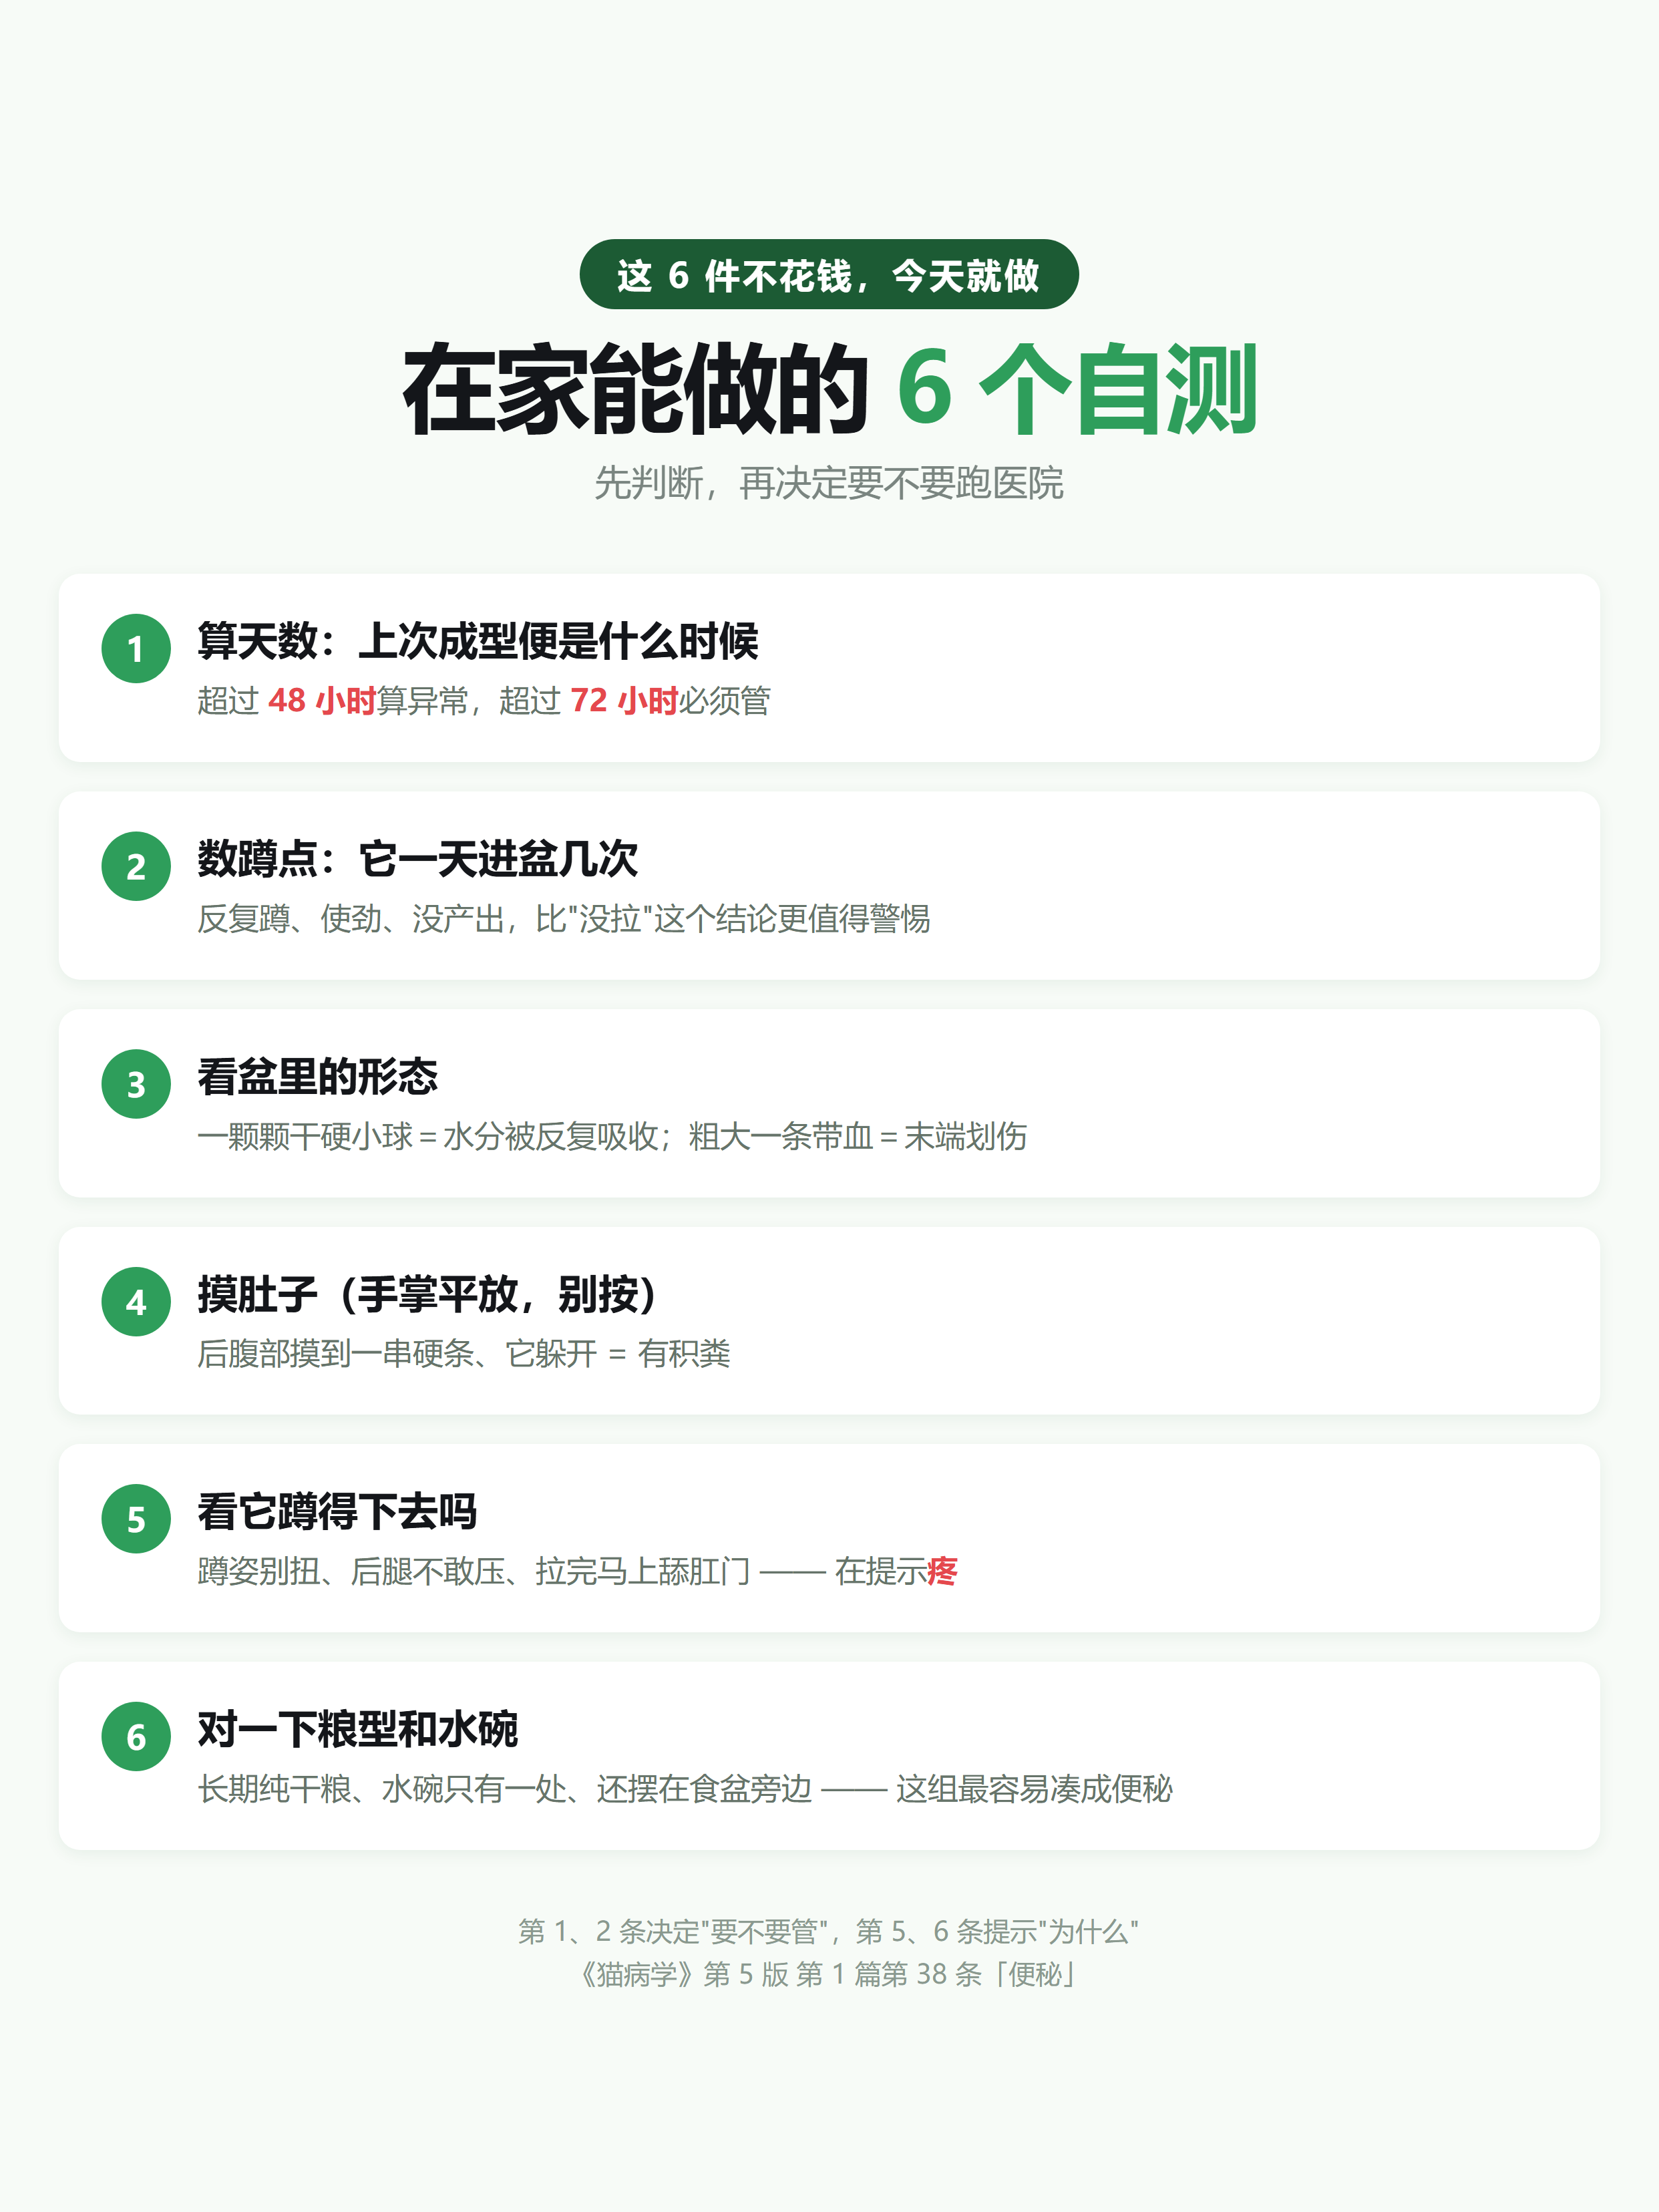 这 6 件不花钱，今天就做
在家能做的 6 个自测
先判断，再决定要不要跑医院
1
算天数：上次成型便是什么时候
超过 48 小时算异常，超过 72 小时必须管
2
数蹲点：它一天进盆几次
反复蹲、使劲、没产出，比"没拉"这个结论更值得警惕
3
看盆里的形态
一颗颗干硬小球＝水分被反复吸收；粗大一条带血＝末端划伤
4
摸肚子（手掌平放，别按）
后腹部摸到一串硬条、它躲开 = 有积粪
5
看它蹲得下去吗
蹲姿别扭、后腿不敢压、拉完马上舔肛门 —— 在提示疼
6
对一下粮型和水碗
长期纯干粮、水碗只有一处、还摆在食盆旁边 —— 这组最容易凑成便秘
第 1、2 条决定"要不要管"，第 5、6 条提示"为什么"
《猫病学》第 5 版 第 1 篇第 38 条「便秘」